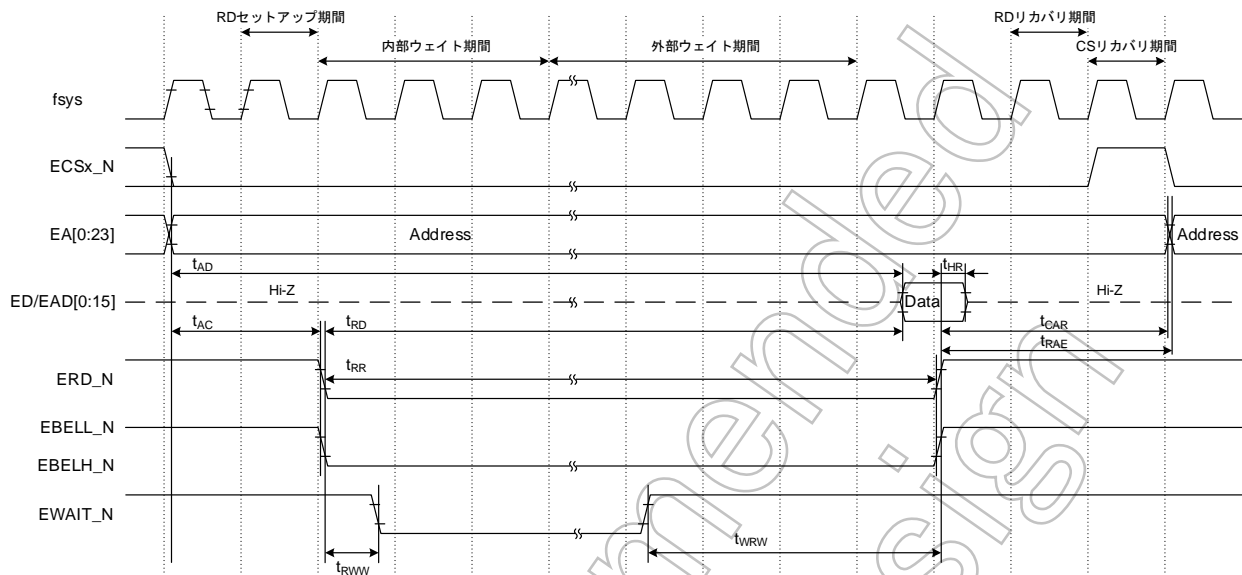 RDセットアップ期間
RDリカバリ期間
内部ウェイト期間
外部ウェイト期間
CSリカバリ期間
fsys
ECSx_N
EA[0:23]
Address
Address
tAD
tHR
ED/EAD[0:15]
Hi-Z
Data
Hi-Z
tAC
tRD
tCAR
tRAE
ERD_N
tRR
EBELL_N
EBELH_N
EWAIT_N
tRWW
tWRW
mended
sign